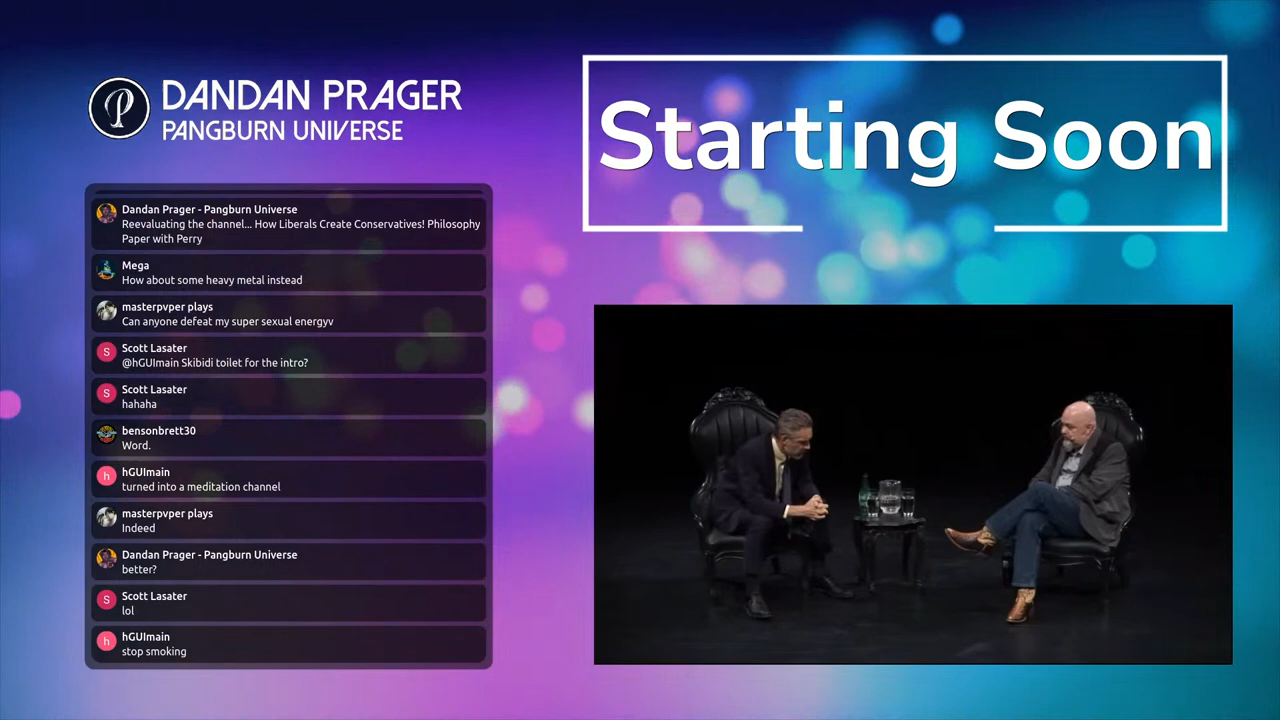 DANDAN PRAGER
PANGBURN UNIVERSE
Starting Soon
Dandan Prager - Pangburn Universe
Reevaluating the channel... How Liberals Create Conservatives! Philosophy
Paper with Perry
Mega
How about some heavy metal instead
masterpvper plays
Can anyone defeat my super sexual energyv
S
Scott Lasater
@hGUImain Skibidi toilet for the intro?
S
Scott Lasater
hahaha
bensonbrett30
Word.
h
hGUImain
turned into a meditation channel
masterpvper plays
Indeed
Dandan Prager - Pangburn Universe
better?
S
Scott Lasater
lol
h
hGUImain
stop smoking